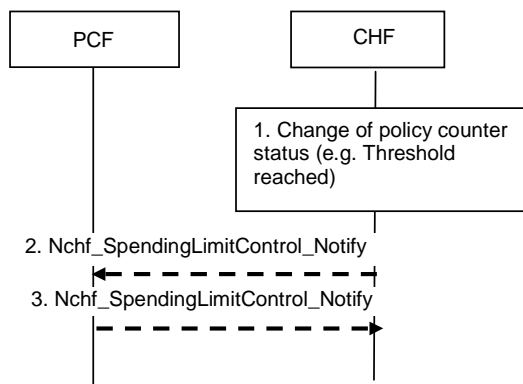 PCF
CHF
1. Change of policy counter
status (e.g. Threshold
reached)
2. Nchf_SpendingLimitControl_Notify
3. Nchf_SpendingLimitControl_Notify